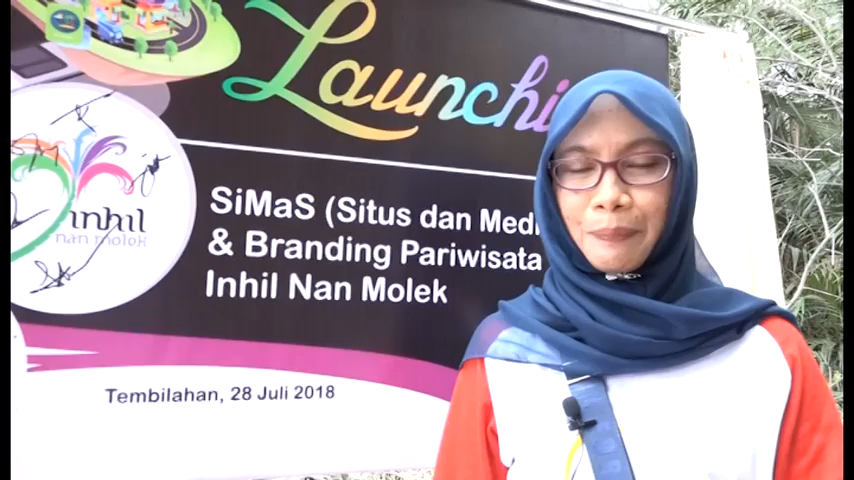 Launchi
inhil
nan molek
SiMaS (Situs dan Medi
& Branding Pariwisata
Inhil Nan Molek
Tembilahan, 28 Juli 2018